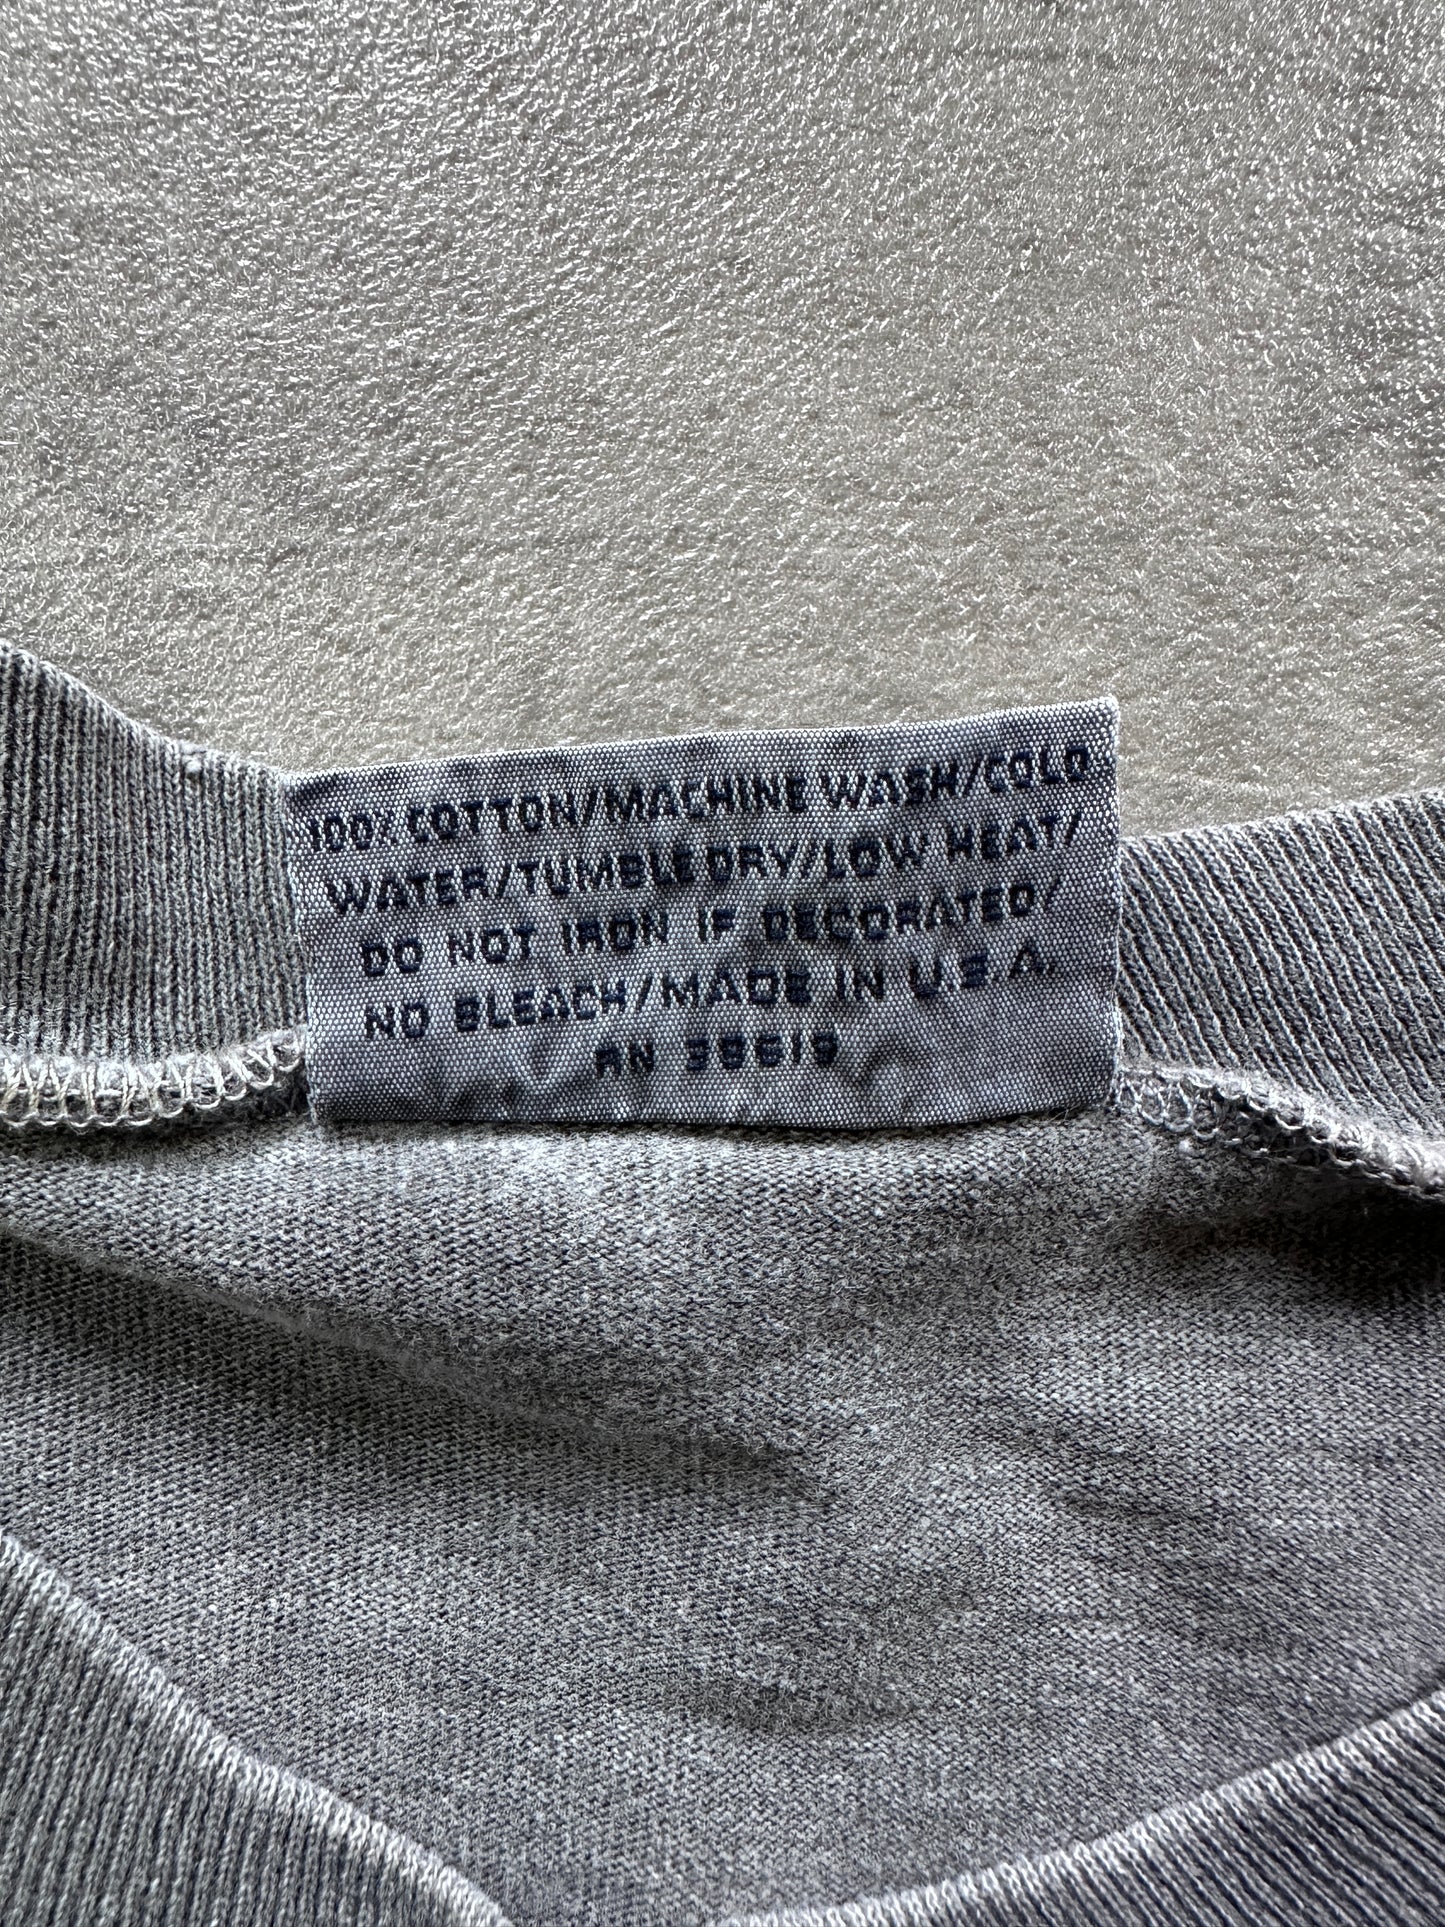 100% COTTON/MACHINE WASH/COLD
WATER/TUMBLE DRY/LOW HEAT/
DO NOT IRON IF DECORATED/
NO BLEACH/MADE IN U.S.A.
RN